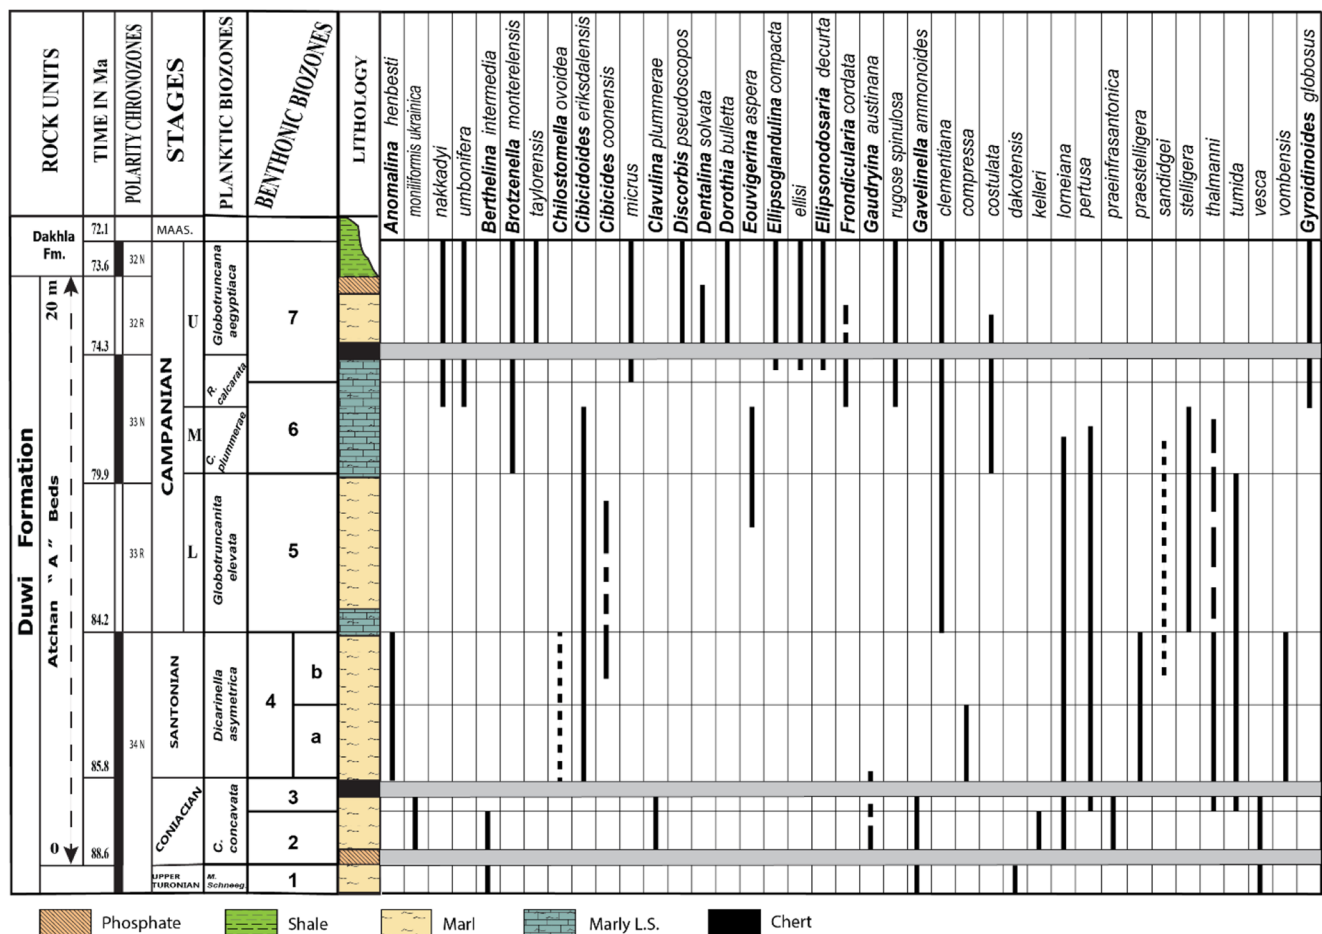 ROCK UNITS
TIME IN Ma
POLARITY CHRONOZONES
STAGES
PLANKTIC BIOZONES
BENTHONIC BIOZONES
LITHOLOGY
Anomalina henbesti
moniliformis ukrainica
nakkadyi
umbonifera
Berthelina intermedia
Brotzenella monterelensis
taylorensis
Chilostomella ovoidea
Cibicidoides eriksdalensis
Cibicides coonensis
micrus
Clavulina plummerae
Discorbis pseudoscopos
Dentalina solvata
Dorothia bulletta
Eouvigerina aspera
Ellipsoglandulina compacta
ellisi
Ellipsonodosaria decurta
Frondicularia cordata
Gaudryina austinana
rugose spinulosa
Gavelinella ammonoides
clementiana
compressa
costulata
dakotensis
kelleri
lorneiana
pertusa
praeinfrasantonica
praestelligera
sandidgei
stelligera
thalmanni
tumida
vesca
vombensis
Gyroidinoides globosus
Dakhla
Fm.
72.1
MAAS.
73.6
32 N
20 m
32 R
U
Globotruncana
aegyptiaca
7
74.3
R.
calcarata
33 N
M
C.
plummerae
6
79.9
CAMPANIAN
Duwi Formation
Atchan "A" Beds
33 R
L
Globotruncanita
elevata
5
84.2
SANTONIAN
Dicarinella
asymetrica
4
b
a
34 N
85.8
CONIACIAN
C.
concavata
3
2
0
88.6
UPPER
TURONIAN
M.
Schneeg.
1
Phosphate
Shale
Marl
Marly L.S.
Chert